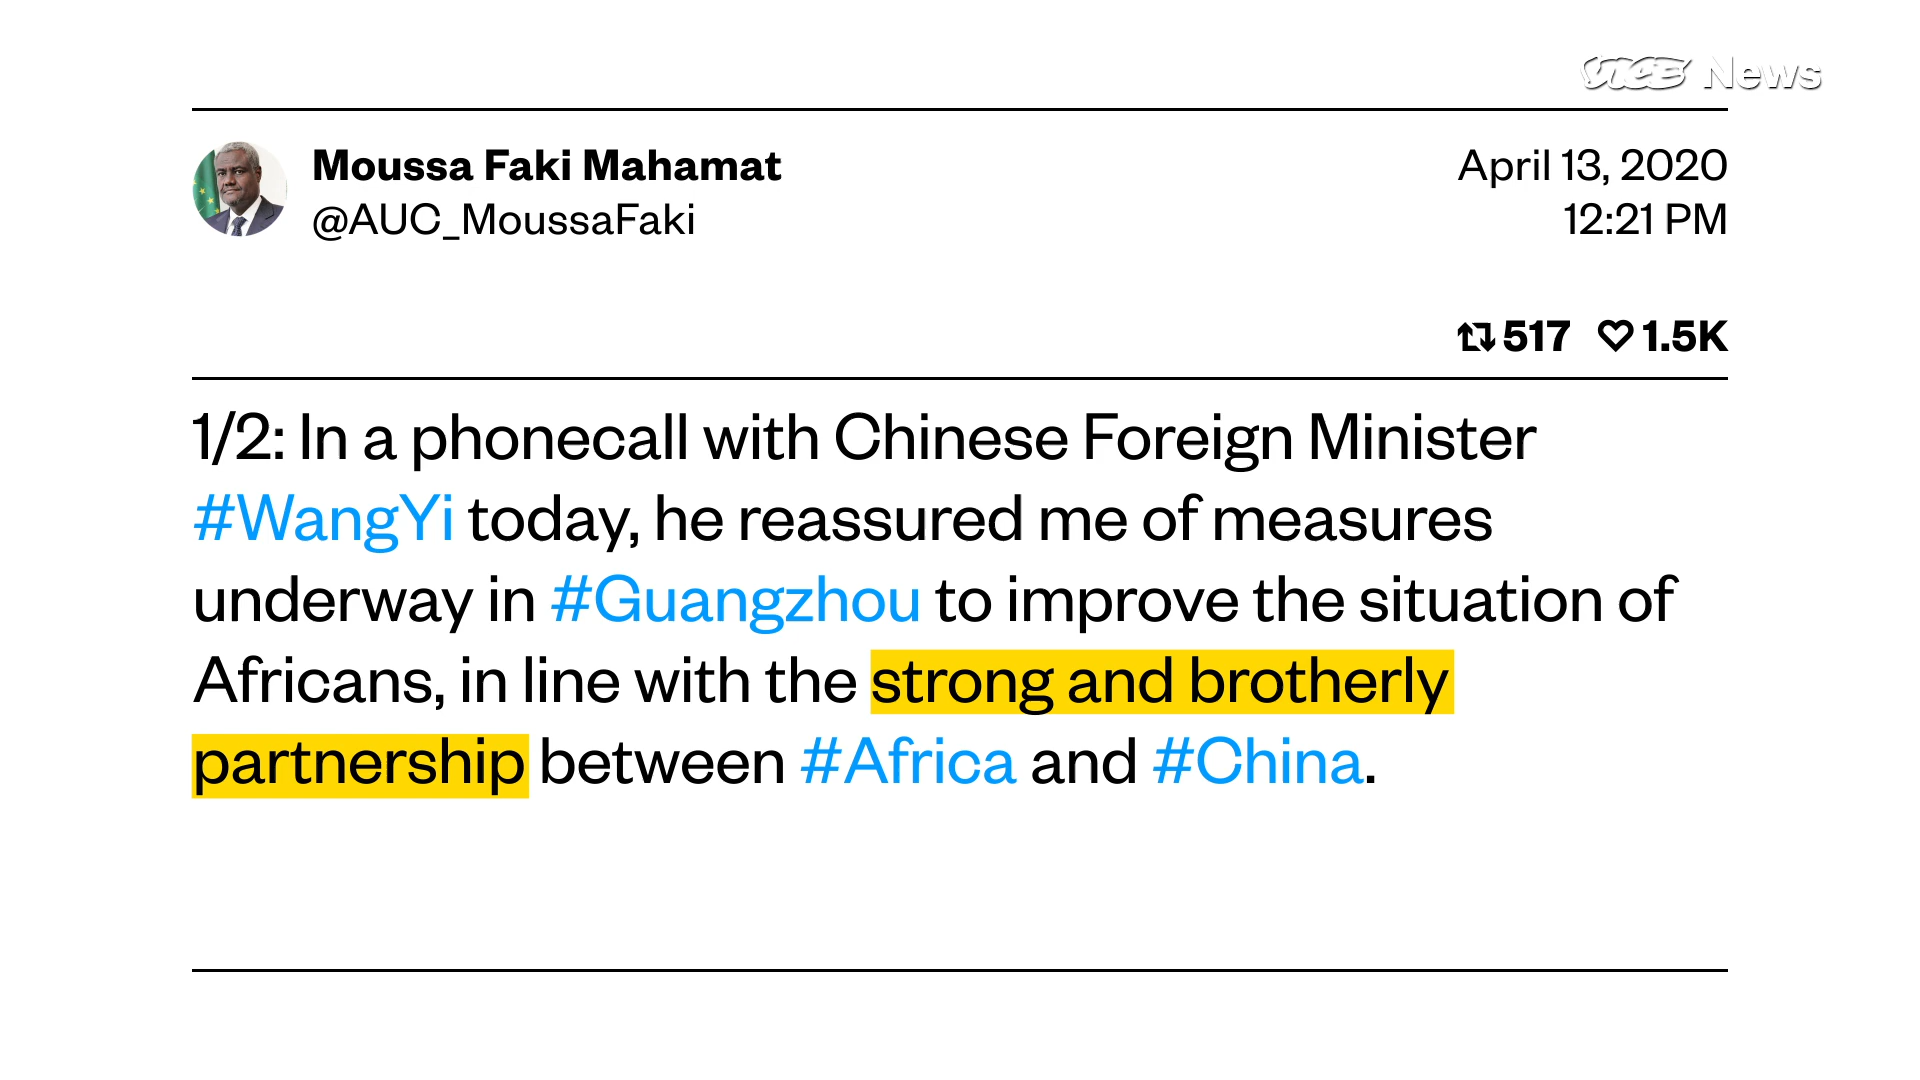 VICE News
Moussa Faki Mahamat
@AUC_MoussaFaki
April 13, 2020
12:21 PM
517 1.5K
1/2: In a phonecall with Chinese Foreign Minister
#WangYi today, he reassured me of measures
underway in #Guangzhou to improve the situation of
Africans, in line with the strong and brotherly
partnership between #Africa and #China.